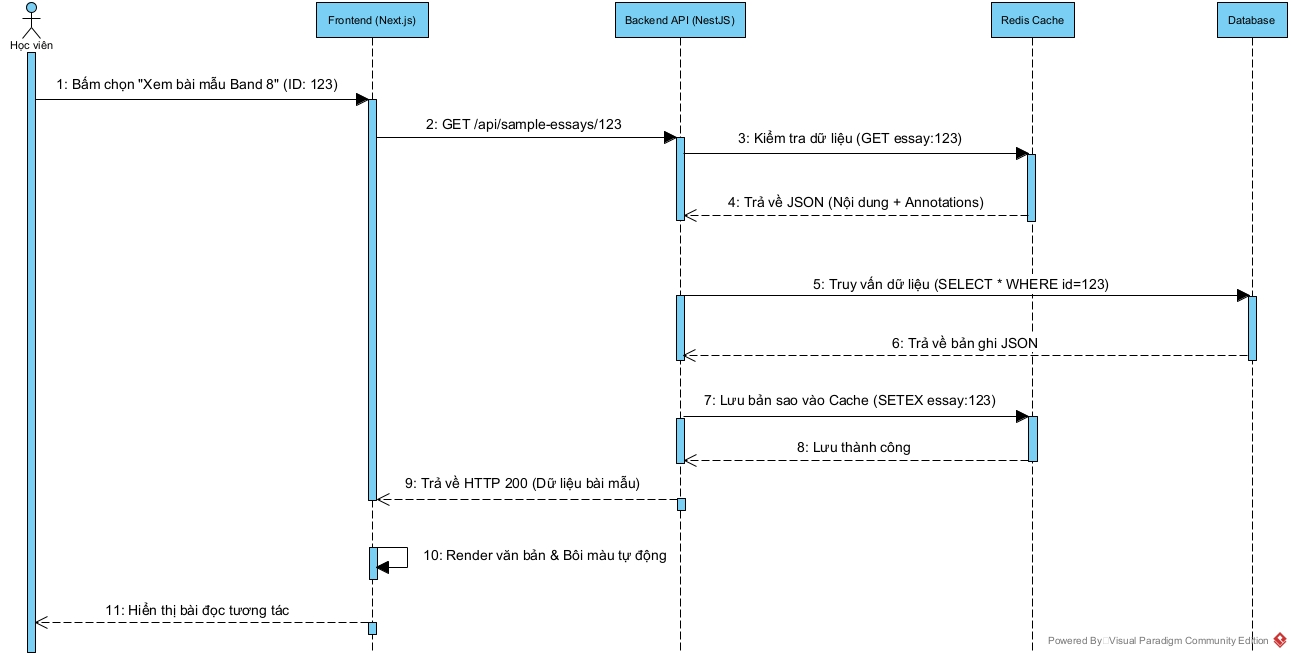 Frontend (Next.js)
Backend API (NestJS)
Redis Cache
Database
Học viên
1: Bấm chọn "Xem bài mẫu Band 8" (ID: 123)
2: GET /api/sample-essays/123
3: Kiểm tra dữ liệu (GET essay:123)
4: Trả về JSON (Nội dung + Annotations)
5: Truy vấn dữ liệu (SELECT * WHERE id=123)
6: Trả về bản ghi JSON
7: Lưu bản sao vào Cache (SETEX essay:123)
8: Lưu thành công
9: Trả về HTTP 200 (Dữ liệu bài mẫu)
10: Render văn bản & Bôi màu tự động
11: Hiển thị bài đọc tương tác
Powered By Visual Paradigm Community Edition